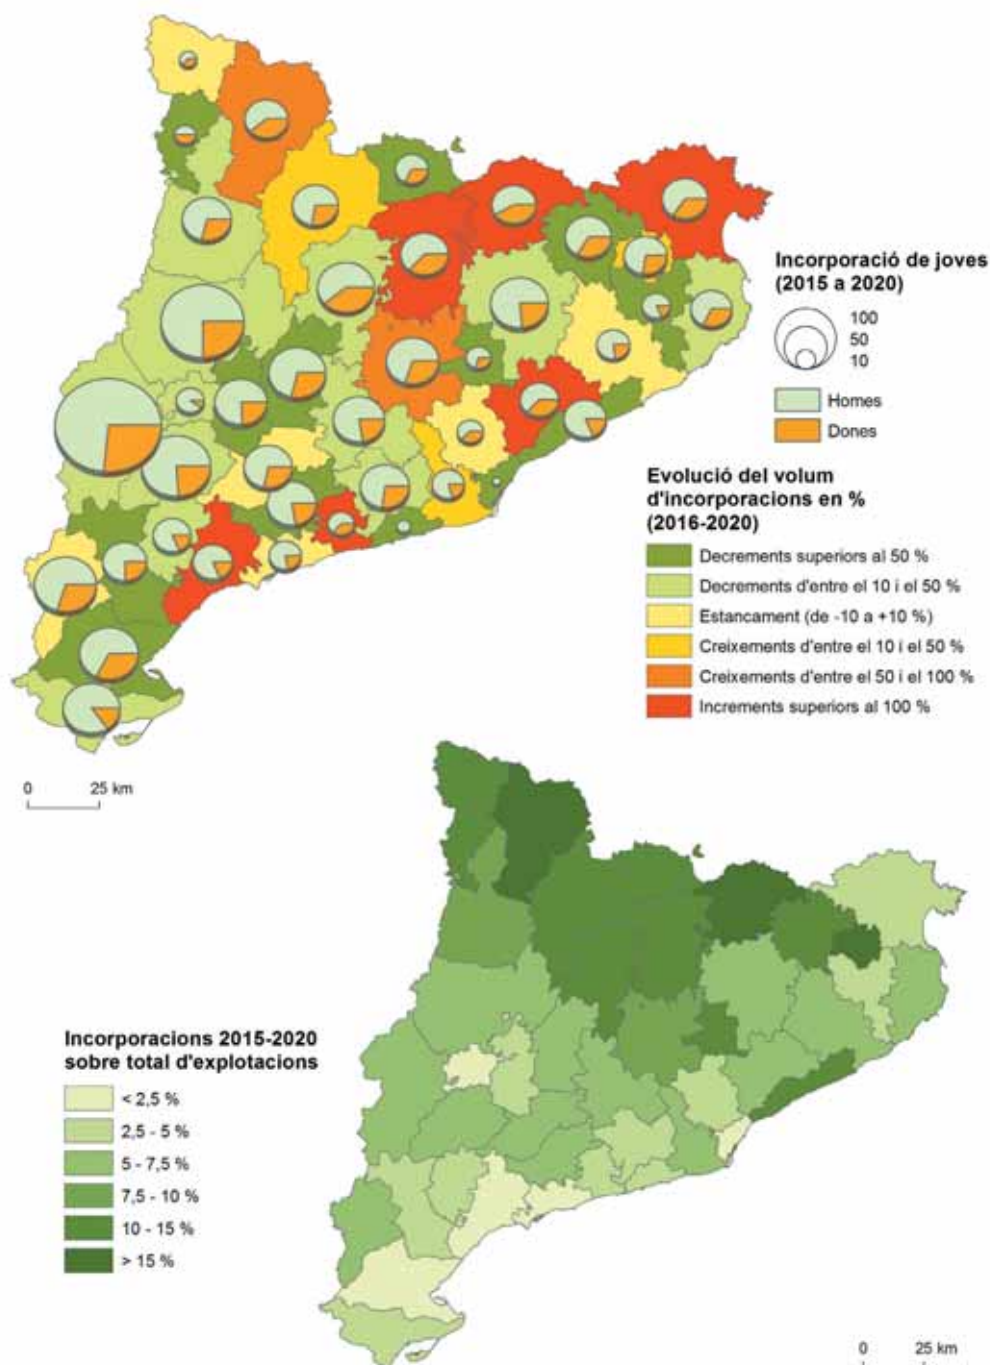 Incorporació de joves
(2015 a 2020)
100
50
10
Homes
Dones
Evolució del volum
d'incorporacions en %
(2016-2020)
Decrements superiors al 50 %
Decrements d'entre el 10 i el 50 %
Estancament (de -10 a +10 %)
Creixements d'entre el 10 i el 50 %
Creixements d'entre el 50 i el 100 %
Increments superiors al 100 %
0 25 km
Incorporacions 2015-2020
sobre total d'explotacions
< 2,5 %
2,5 - 5 %
5 - 7,5 %
7,5 - 10 %
10 - 15 %
> 15 %
0 25 km